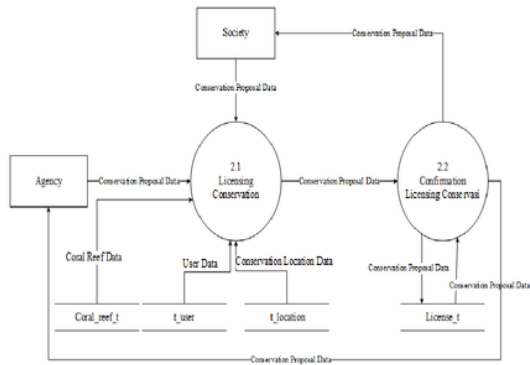 Society
Conservation Proposal Data
Conservation Proposal Data
2.1
Licensing
Conservation
2.2
Confirmation
Licensing Conservasi
Agency
Conservation Proposal Data
Conservation Proposal Data
Coral Reef Data
User Data
Conservation Location Data
Conservation Proposal Data
Conservation Proposal Data
Coral_reef_t
t_user
t_location
License_t
Conservation Proposal Data